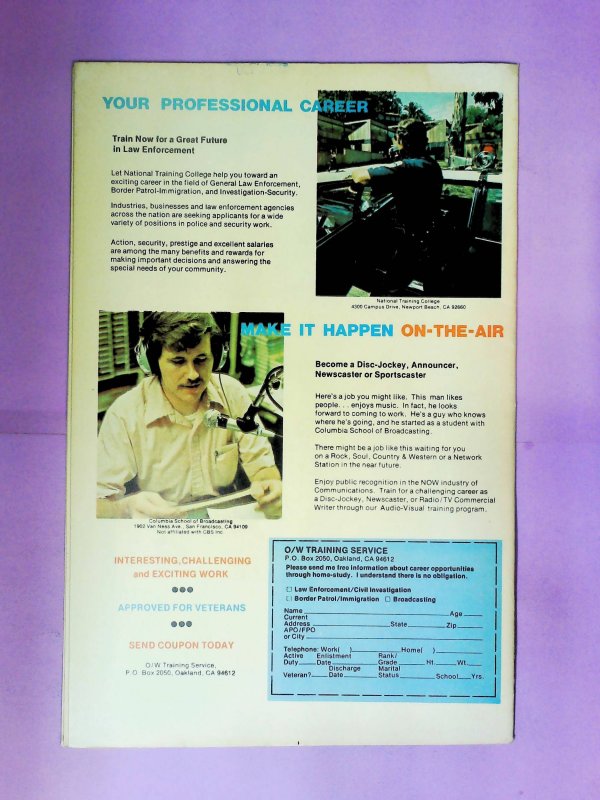 YOUR PROFESSIONAL CAREER
Train Now for a Great Future
in Law Enforcement
Let National Training College help you toward an
exciting career in the field of General Law Enforcement,
Border Patrol-Immigration, and Investigation-Security.
Industries, businesses and law enforcement agencies
across the nation are seeking applicants for a wide
variety of positions in police and security work.
Action, security, prestige and excellent salaries
are among the many benefits and rewards for
making important decisions and answering the
special needs of your community.
National Training College
4300 Campus Drive, Newport Beach, CA 92660
MAKE IT HAPPEN ON-THE-AIR
Become a Disc-Jockey, Announcer,
Newscaster or Sportscaster
Here's a job you might like. This man likes
people. . . enjoys music. In fact, he looks
forward to coming to work. He's a guy who knows
where he's going, and he started as a student with
Columbia School of Broadcasting.
There might be a job like this waiting for you
on a Rock, Soul, Country & Western or a Network
Station in the near future.
Enjoy public recognition in the NOW industry of
Communications. Train for a challenging career as
a Disc-Jockey, Newscaster, or Radio/TV Commercial
Writer through our Audio-Visual training program.
Columbia School of Broadcasting
1902 Van Ness Ave., San Francisco, CA 94109
Not affiliated with CBS Inc.
INTERESTING, CHALLENGING
and EXCITING WORK
APPROVED FOR VETERANS
SEND COUPON TODAY
O/W Training Service,
P.O. Box 2050, Oakland, CA 94612
O/W TRAINING SERVICE
P.O. Box 2050, Oakland, CA 94612
Please send me free information about career opportunities
through home-study. I understand there is no obligation.
☐ Law Enforcement/Civil Investigation
☐ Border Patrol/Immigration ☐ Broadcasting
Name Age
Current
Address State Zip
APO/FPO
or City
Telephone: Work( ) Home( )
Active Enlistment Rank/
Duty Date Grade Ht. Wt.
Discharge Marital
Veteran? Date Status School Yrs.